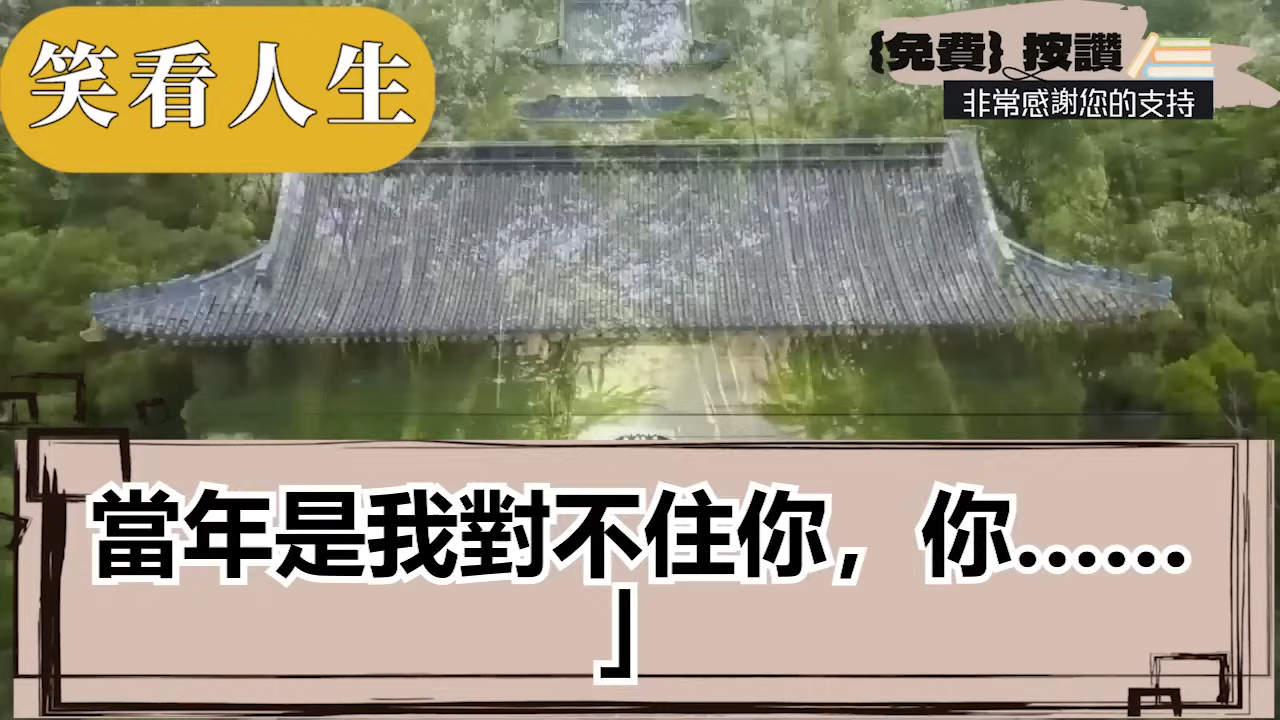 笑看人生
{免費} 按讚
非常感謝您的支持
當年是我對不住你，你……
」